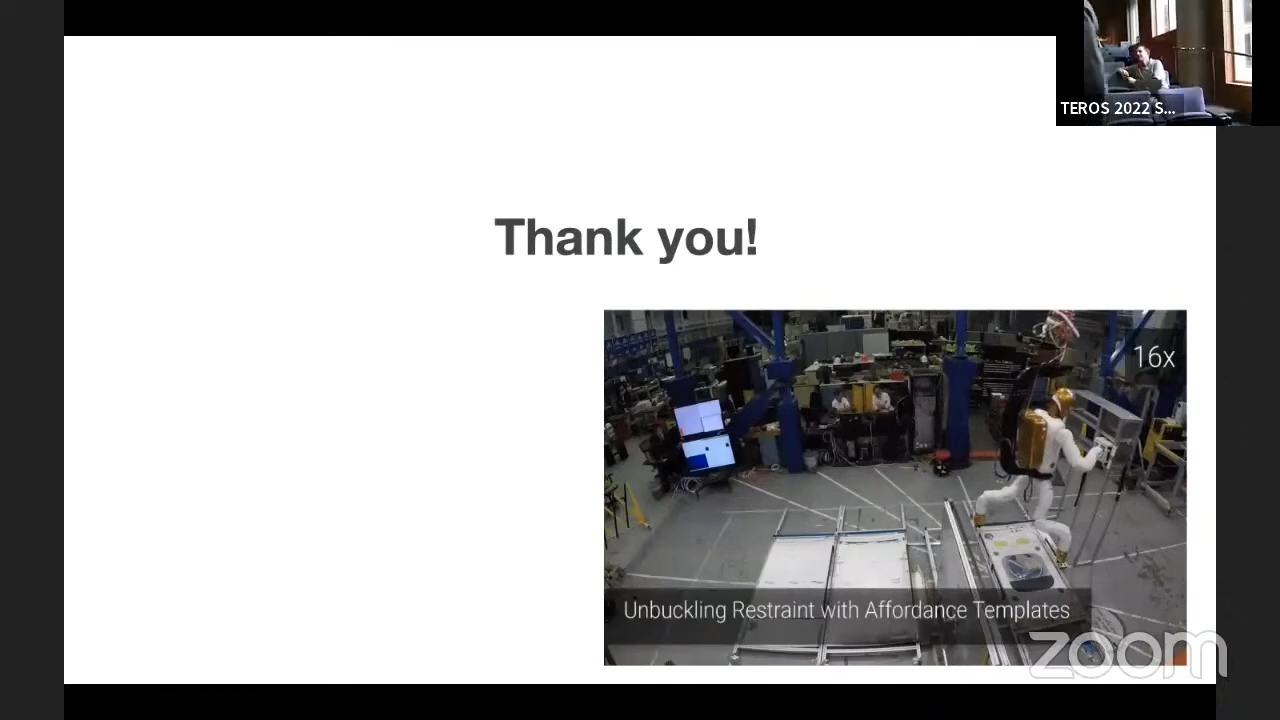 TEROS 2022 S...
Thank you!
16x
Unbuckling Restraint with Affordance Templates
zoom